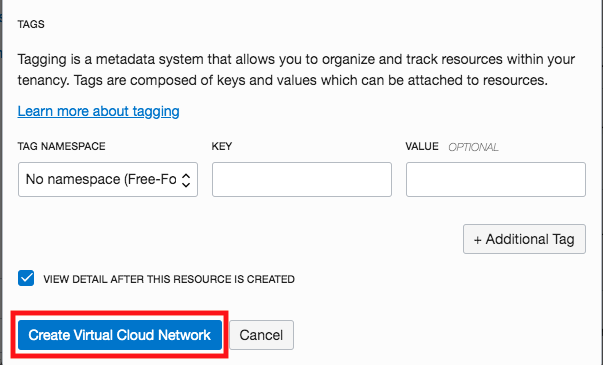 TAGS
Tagging is a metadata system that allows you to organize and track resources within your
tenancy. Tags are composed of keys and values which can be attached to resources.
Learn more about tagging
TAG NAMESPACE KEY VALUE OPTIONAL
No namespace (Free-Fo
+ Additional Tag
VIEW DETAIL AFTER THIS RESOURCE IS CREATED
Create Virtual Cloud Network Cancel